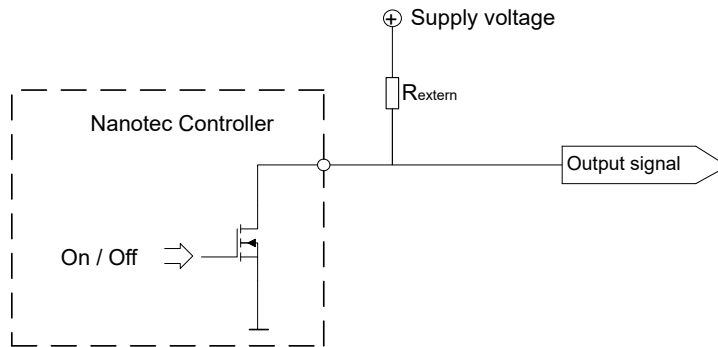 Supply voltage
Rextern
Nanotec Controller
Output signal
On / Off